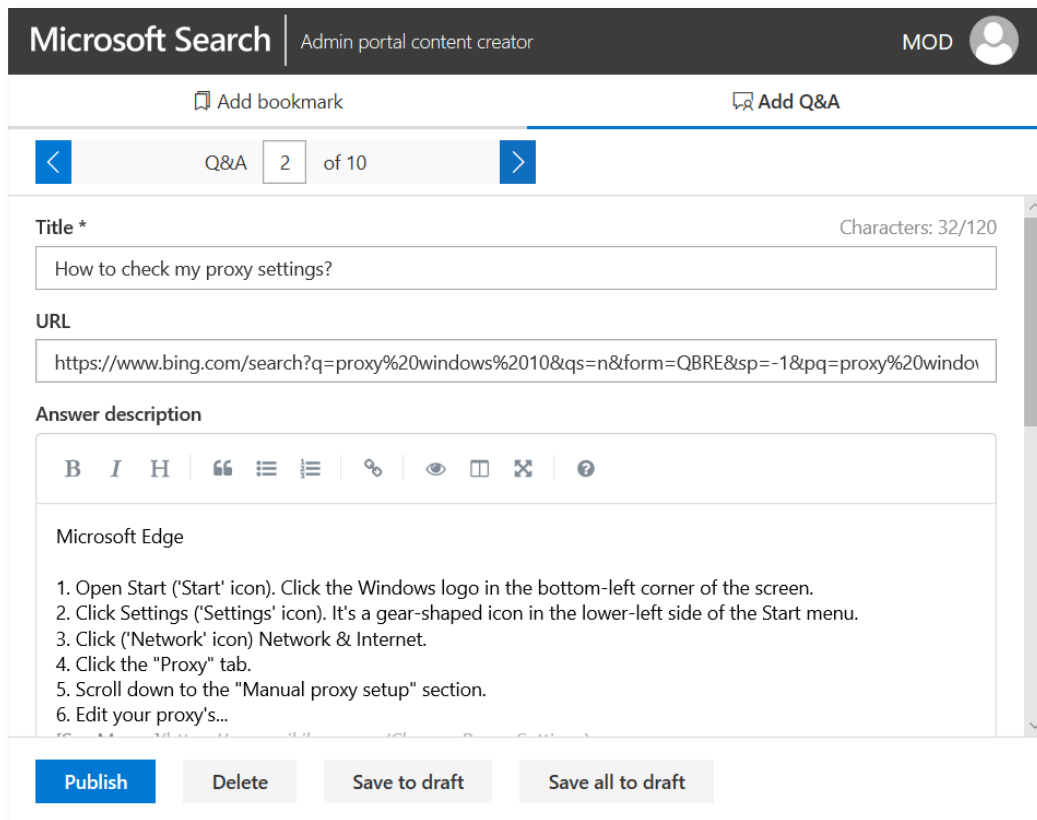 Microsoft Search
Admin portal content creator
MOD
Add bookmark
Add Q&A
Q&A 2 of 10
Title *
Characters: 32/120
How to check my proxy settings?
URL
https://www.bing.com/search?q=proxy%20windows%2010&qs=n&form=QBRE&sp=-1&pq=proxy%20windov
Answer description
B I H
Microsoft Edge
1. Open Start ('Start' icon). Click the Windows logo in the bottom-left corner of the screen.
2. Click Settings ('Settings' icon). It's a gear-shaped icon in the lower-left side of the Start menu.
3. Click ('Network' icon) Network & Internet.
4. Click the "Proxy" tab.
5. Scroll down to the "Manual proxy setup" section.
6. Edit your proxy's...
Publish
Delete
Save to draft
Save all to draft